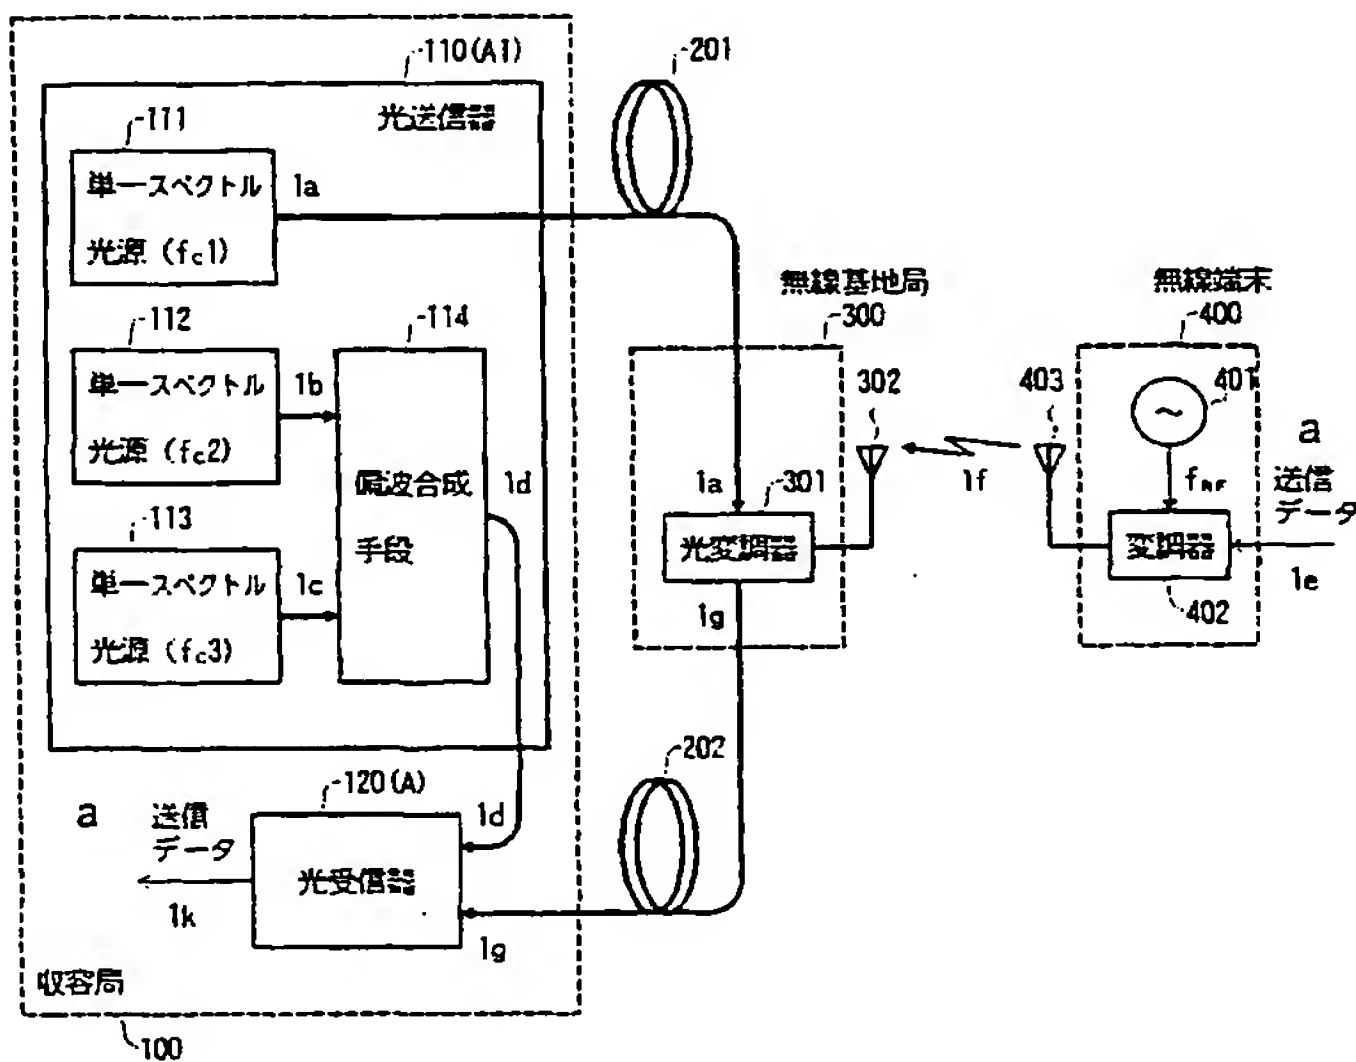 110(A1)
光送信器
111
単一スペクトル
光源 (fc1)
1a
201
112
単一スペクトル
光源 (fc2)
1b
114
偏波合成
手段
1d
113
単一スペクトル
光源 (fc3)
1c
無線基地局
300
302
1a
301
光変調器
1g
1f
無線端末
400
401
403
fRF
a
送信
データ
1e
変調器
402
202
120(A)
a
送信
データ
1k
光受信器
1d
1g
収容局
100